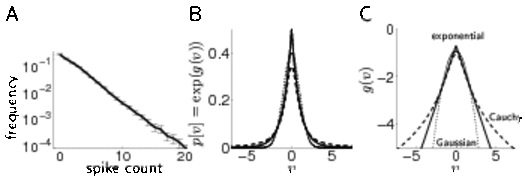 A
frequency
10⁻¹
10⁻²
10⁻³
10⁻⁴
0 10 20
spike count
B
p[v] = exp(g(v))
0.4
0.2
0
−5 0 5
v
C
g(v)
0
−2
−4
exponential
Cauchy
Gaussian
−5 0 5
v